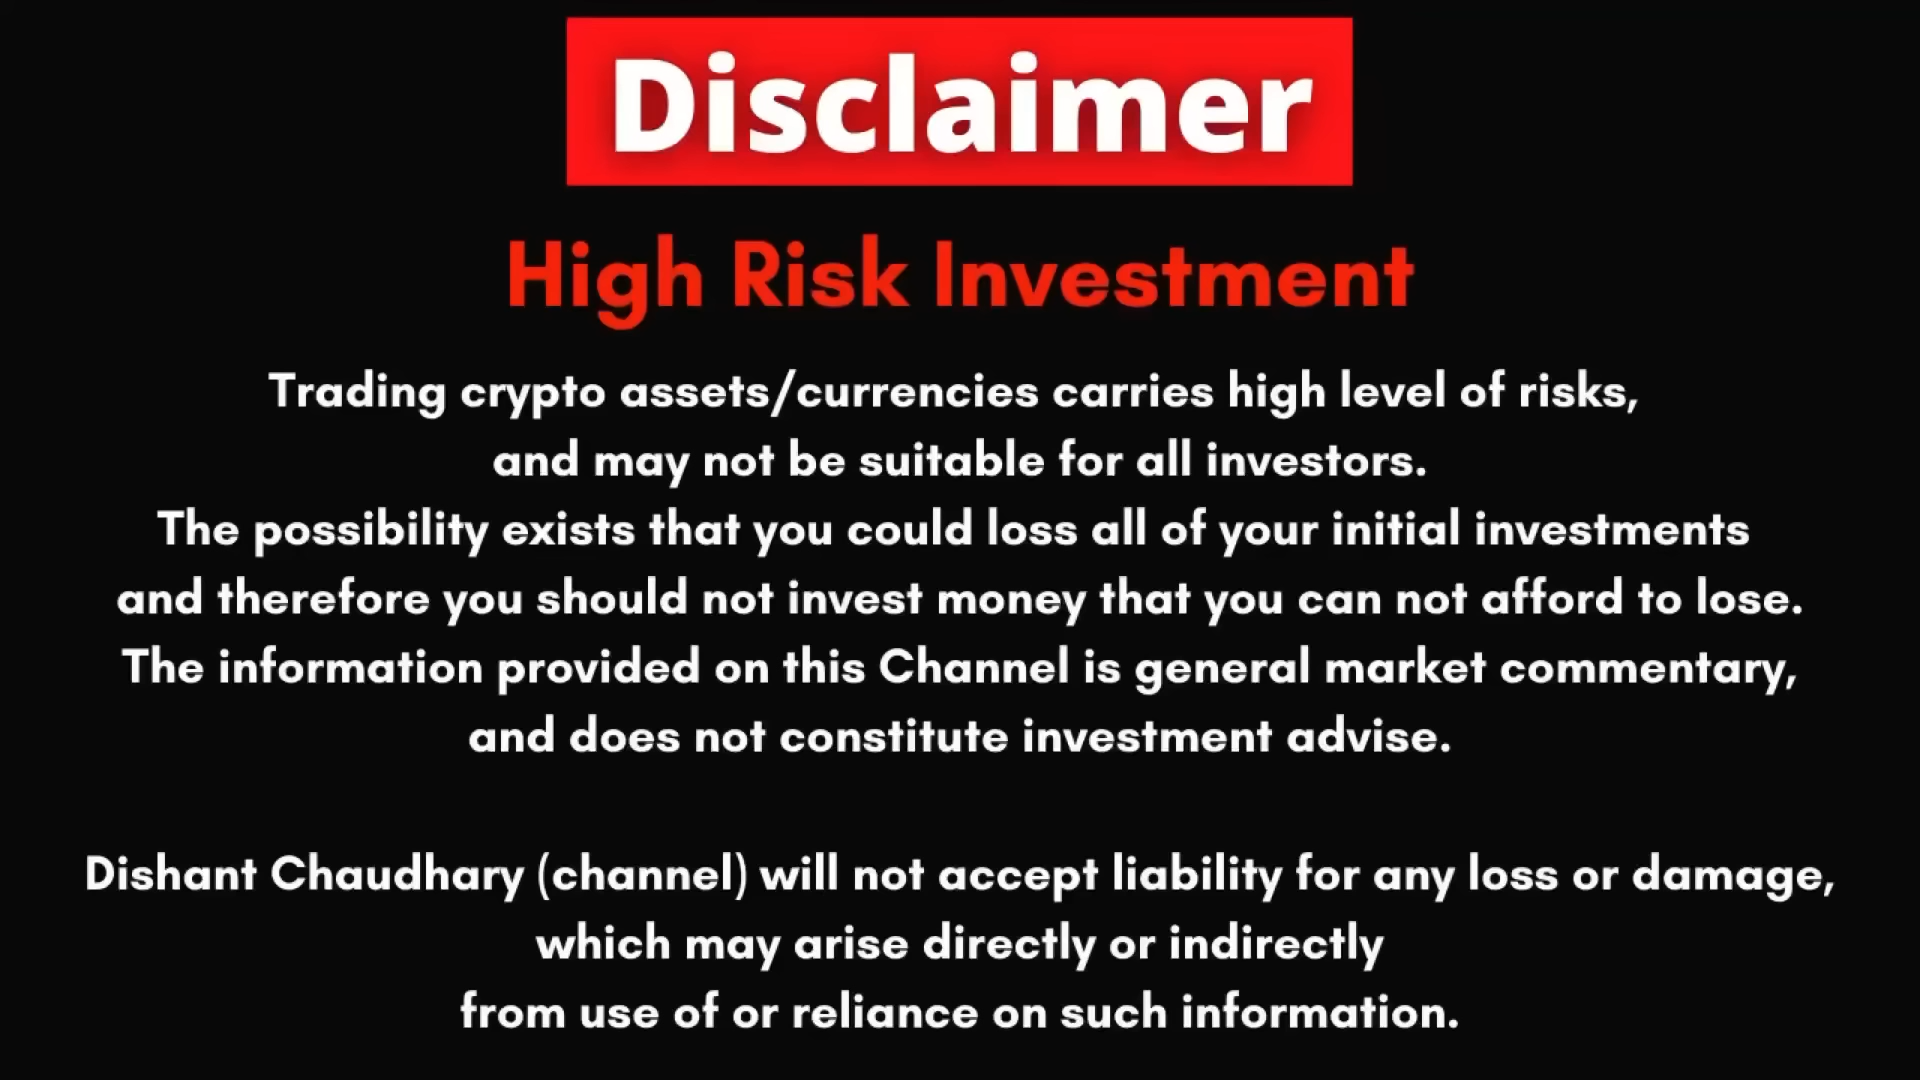 Disclaimer
High Risk Investment
Trading crypto assets/currencies carries high level of risks,
and may not be suitable for all investors.
The possibility exists that you could loss all of your initial investments
and therefore you should not invest money that you can not afford to lose.
The information provided on this Channel is general market commentary,
and does not constitute investment advise.
Dishant Chaudhary (channel) will not accept liability for any loss or damage,
which may arise directly or indirectly
from use of or reliance on such information.